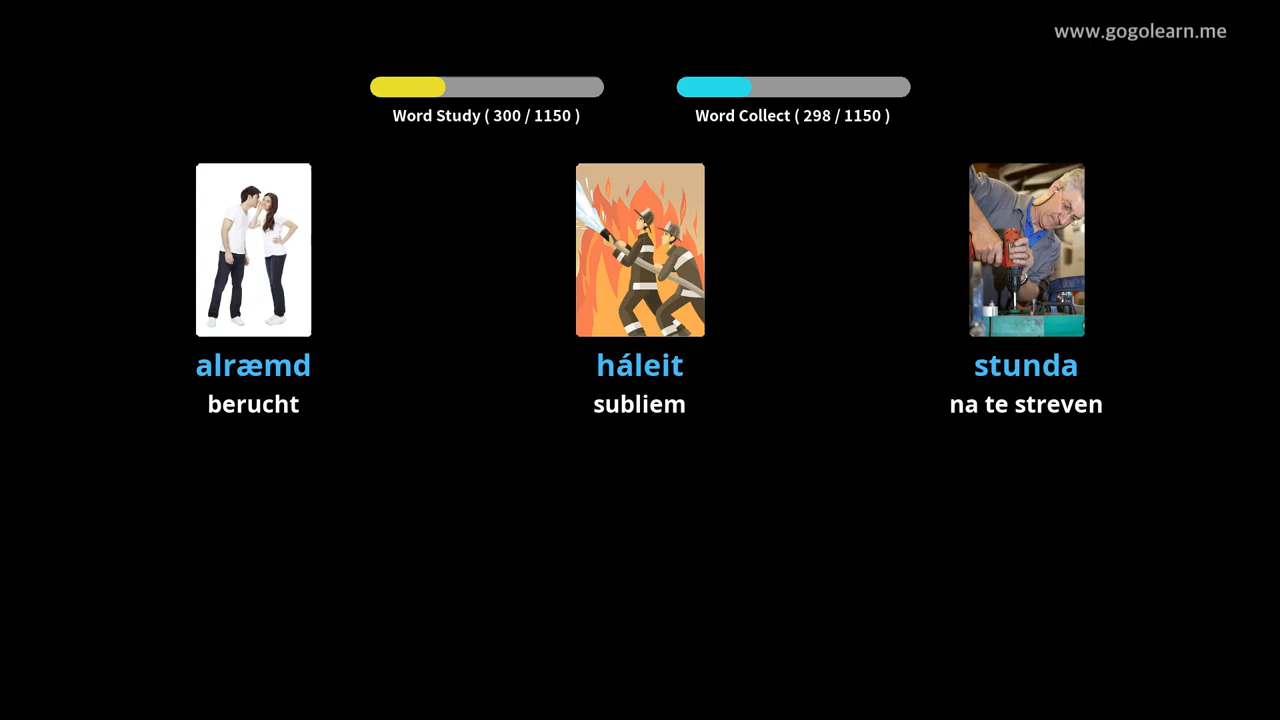 www.gogolearn.me
Word Study ( 300 / 1150 )
Word Collect ( 298 / 1150 )
alræmd
háleit
stunda
berucht
subliem
na te streven